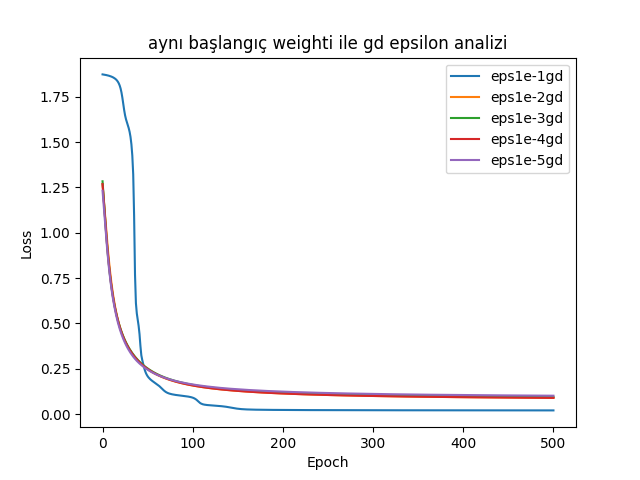 aynı başlangıç weighti ile gd epsilon analizi
eps1e-1gd
eps1e-2gd
eps1e-3gd
eps1e-4gd
eps1e-5gd
Loss
1.75
1.50
1.25
1.00
0.75
0.50
0.25
0.00
0 100 200 300 400 500
Epoch